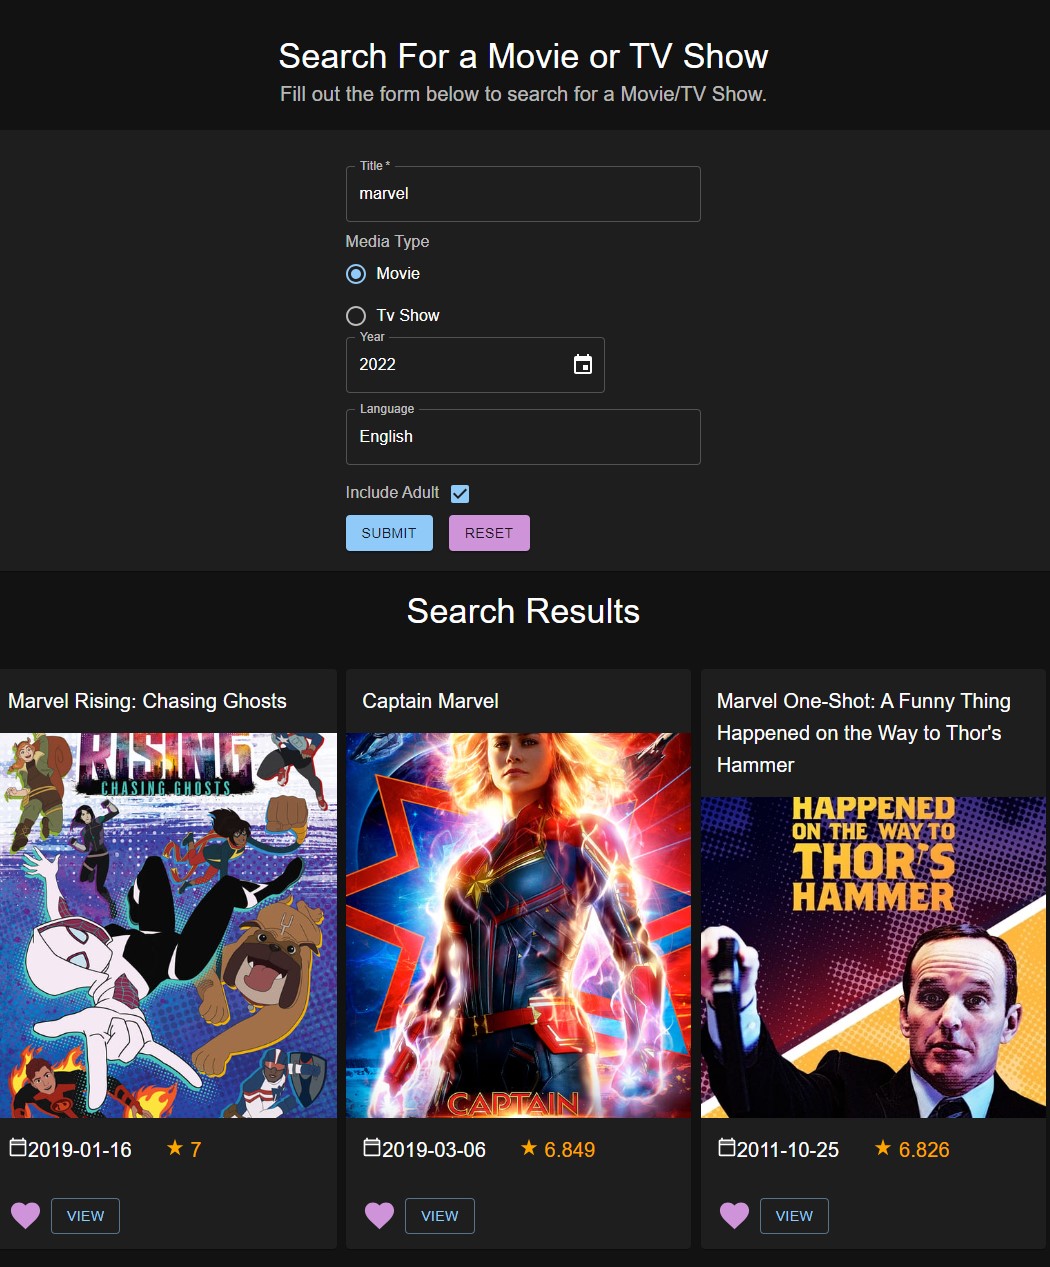 Search For a Movie or TV Show
Fill out the form below to search for a Movie/TV Show.
Title *
marvel
Media Type
Movie
Tv Show
Year
2022
Language
English
Include Adult
SUBMIT
RESET
Search Results
Marvel Rising: Chasing Ghosts
RISING
CHASING GHOSTS
2019-01-16
7
VIEW
Captain Marvel
CAPTAIN
2019-03-06
6.849
VIEW
Marvel One-Shot: A Funny Thing
Happened on the Way to Thor's
Hammer
HAPPENED
ON THE WAY TO
THOR'S
HAMMER
2011-10-25
6.826
VIEW